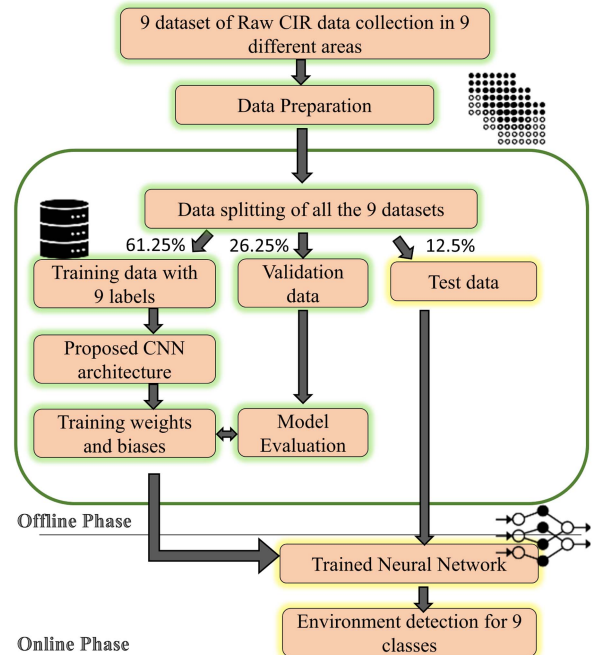 9 dataset of Raw CIR data collection in 9
different areas
Data Preparation
Data splitting of all the 9 datasets
61.25%
26.25%
12.5%
Training data with
9 labels
Validation
data
Test data
Proposed CNN
architecture
Training weights
and biases
Model
Evaluation
Offline Phase
Trained Neural Network
Environment detection for 9
classes
Online Phase